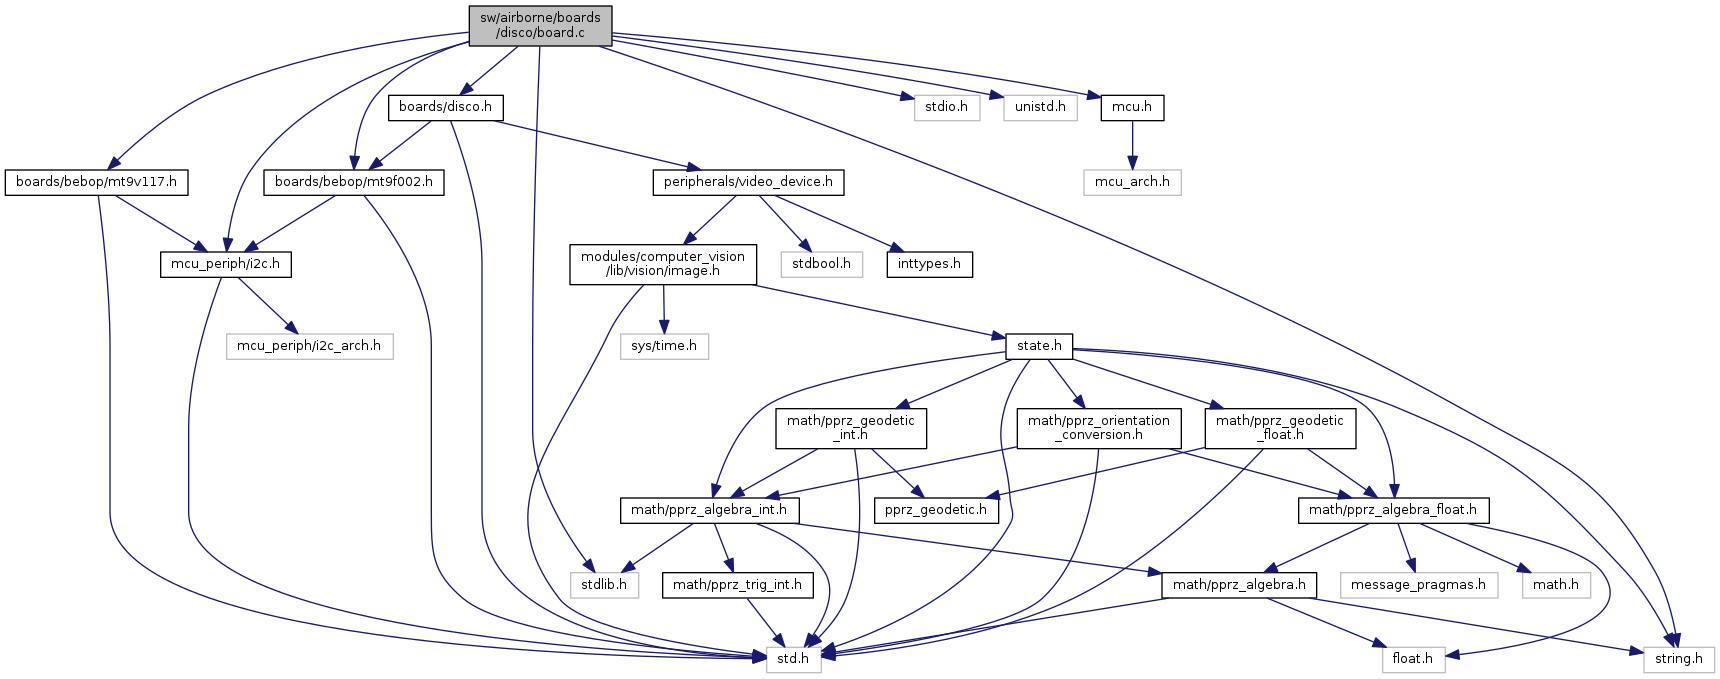 sw/airborne/boards
/disco/board.c
boards/disco.h
stdio.h
unistd.h
mcu.h
boards/bebop/mt9v117.h
boards/bebop/mt9f002.h
peripherals/video_device.h
mcu_arch.h
mcu_periph/i2c.h
modules/computer_vision
/lib/vision/image.h
stdbool.h
inttypes.h
mcu_periph/i2c_arch.h
sys/time.h
state.h
math/pprz_geodetic
_int.h
math/pprz_orientation
_conversion.h
math/pprz_geodetic
_float.h
math/pprz_algebra_int.h
pprz_geodetic.h
math/pprz_algebra_float.h
stdlib.h
math/pprz_trig_int.h
math/pprz_algebra.h
message_pragmas.h
math.h
std.h
float.h
string.h